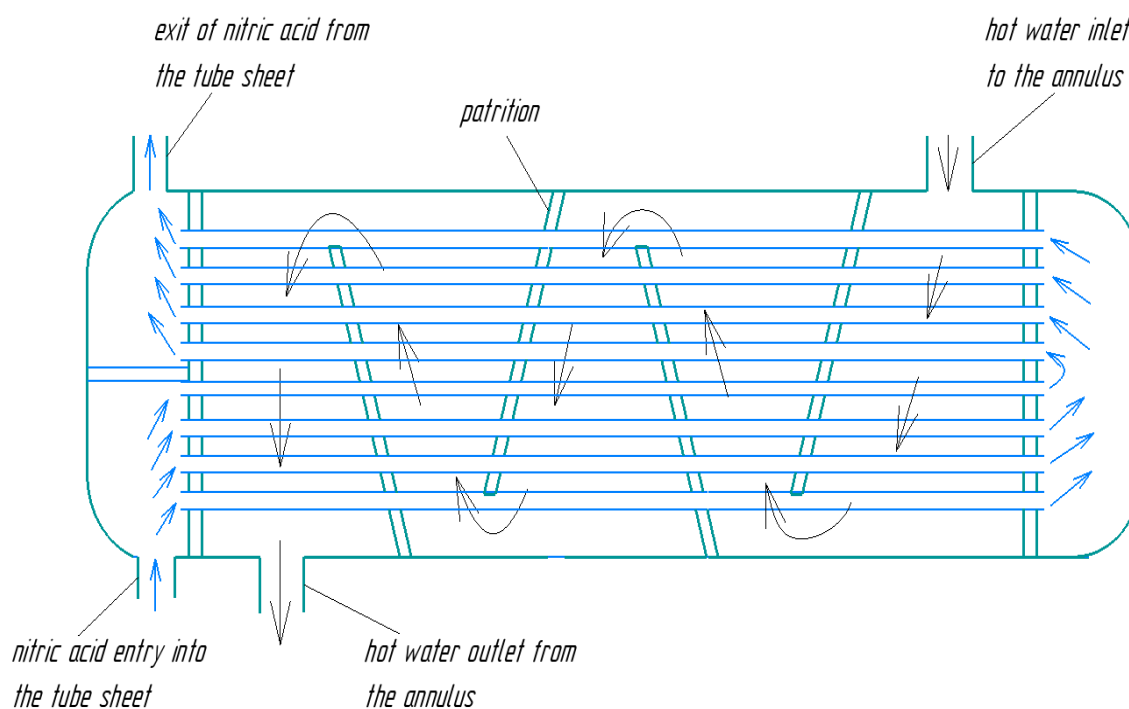 exit of nitric acid from
the tube sheet
patrition
hot water inlet
to the annulus
nitric acid entry into
the tube sheet
hot water outlet from
the annulus